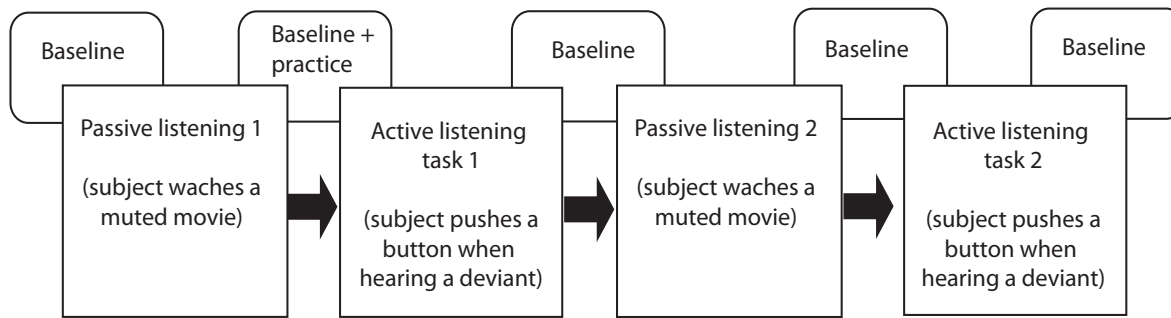 Baseline
Baseline +
practice
Baseline
Baseline
Baseline
Passive listening 1
(subject waches a
muted movie)
Active listening
task 1
(subject pushes a
button when
hearing a deviant)
Passive listening 2
(subject waches a
muted movie)
Active listening
task 2
(subject pushes a
button when
hearing a deviant)